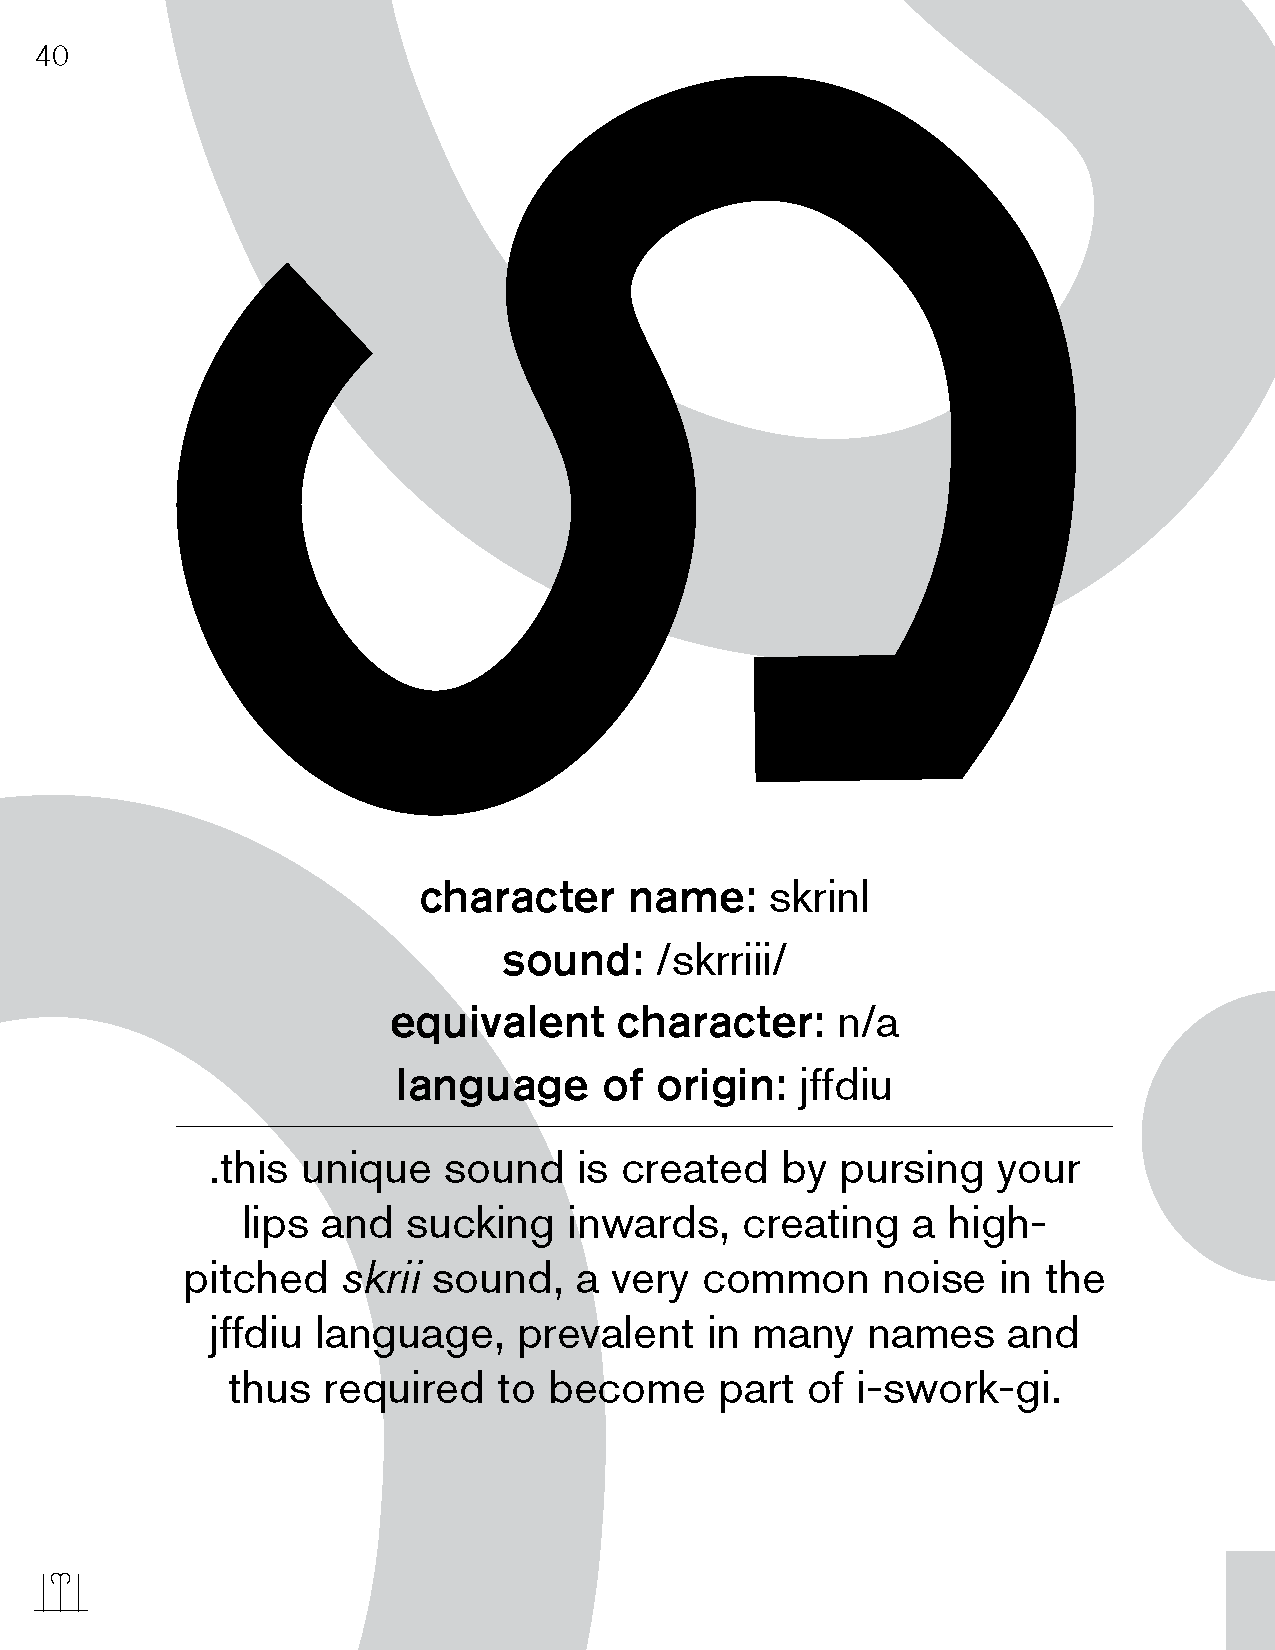 40
character name: skrinl
sound: /skrriii/
equivalent character: n/a
language of origin: jffdiu
.this unique sound is created by pursing your
lips and sucking inwards, creating a high-
pitched skrii sound, a very common noise in the
jffdiu language, prevalent in many names and
thus required to become part of i-swork-gi.